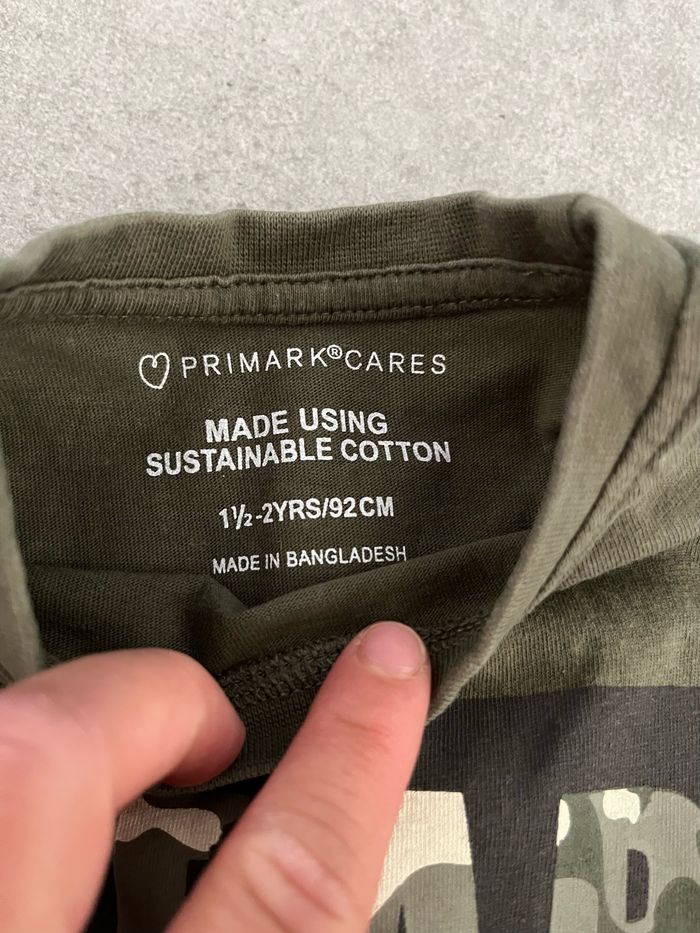 PRIMARK®CARES
MADE USING
SUSTAINABLE COTTON
1½-2YRS/92CM
MADE IN BANGLADESH